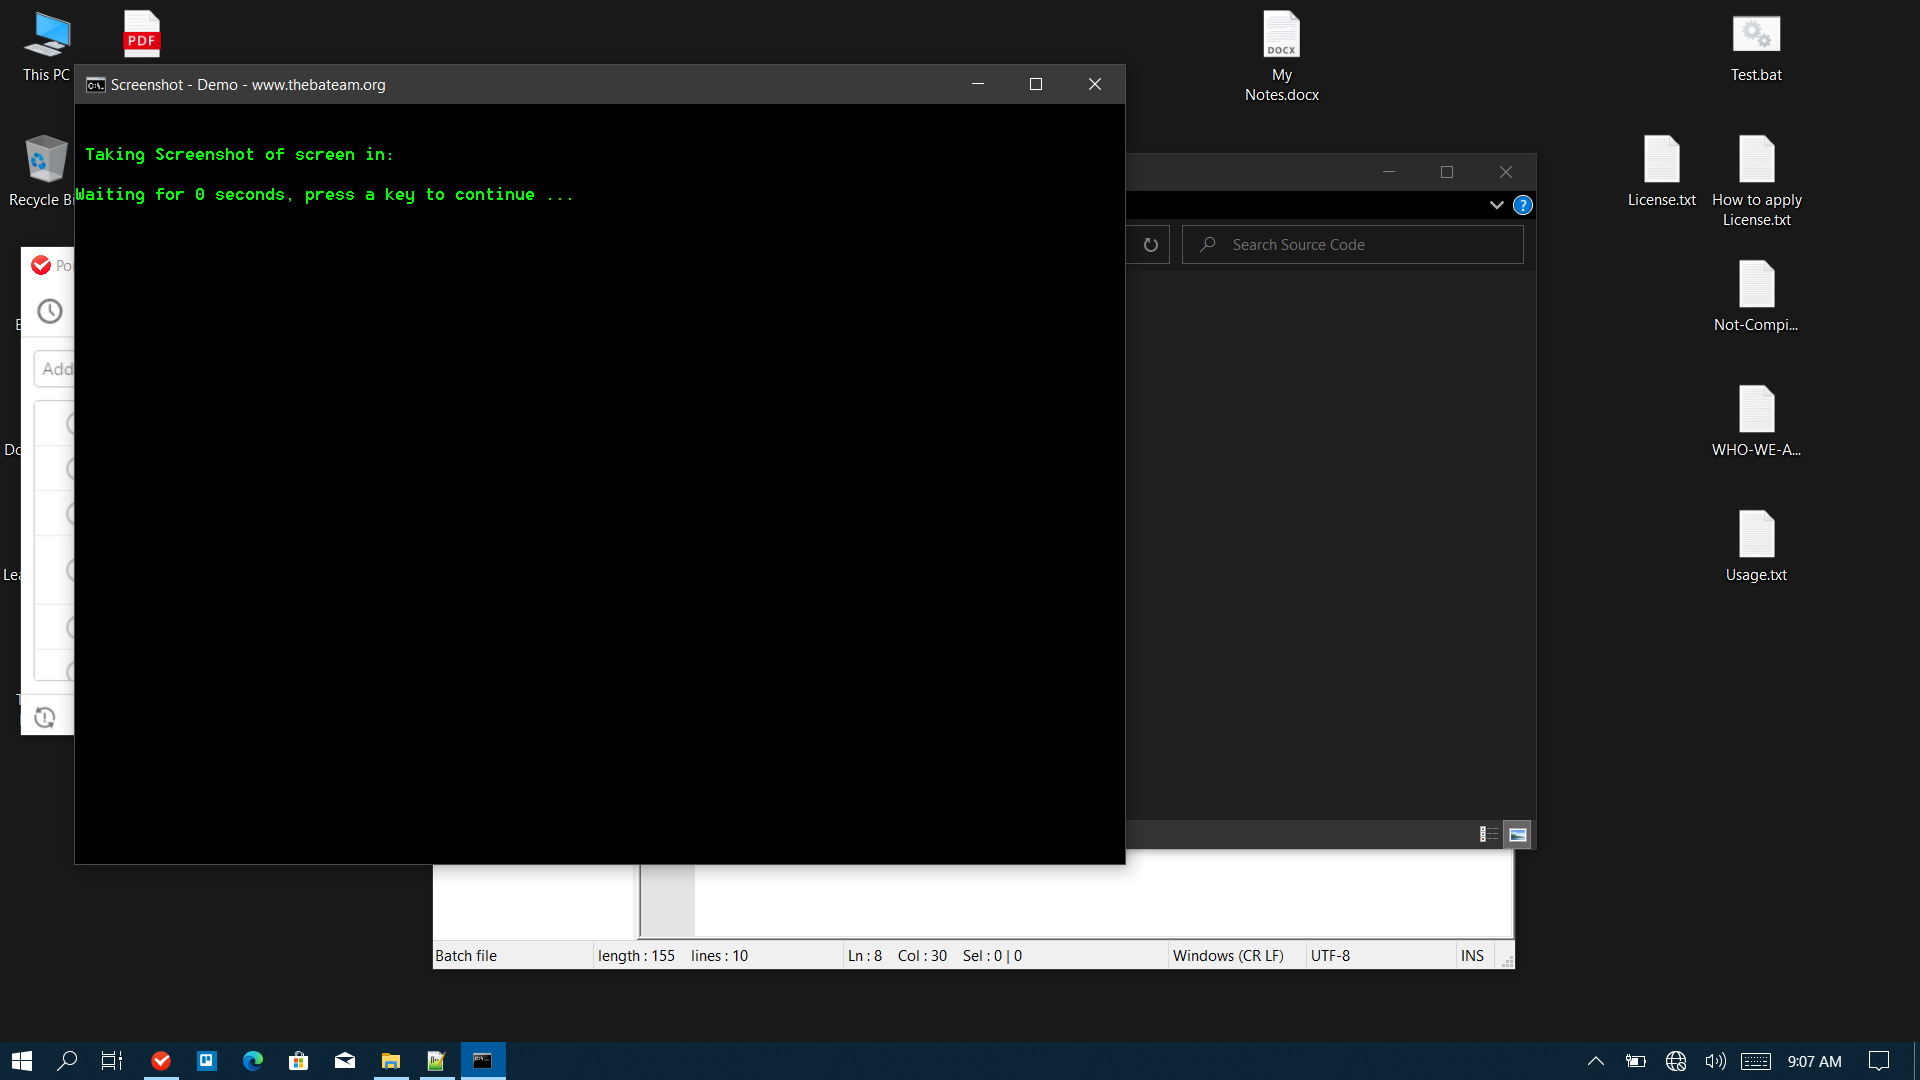 This PC
PDF
DOCX
My
Notes.docx
Test.bat
Screenshot - Demo - www.thebateam.org
Taking Screenshot of screen in:
Waiting for 0 seconds, press a key to continue ...
Recycle Bi
License.txt
How to apply
License.txt
Search Source Code
Po
Add
Not-Compi...
WHO-WE-A...
Do
Lea
Usage.txt
Batch file
length : 155 lines : 10
Ln : 8 Col : 30 Sel : 0 | 0
Windows (CR LF)
UTF-8
INS
9:07 AM